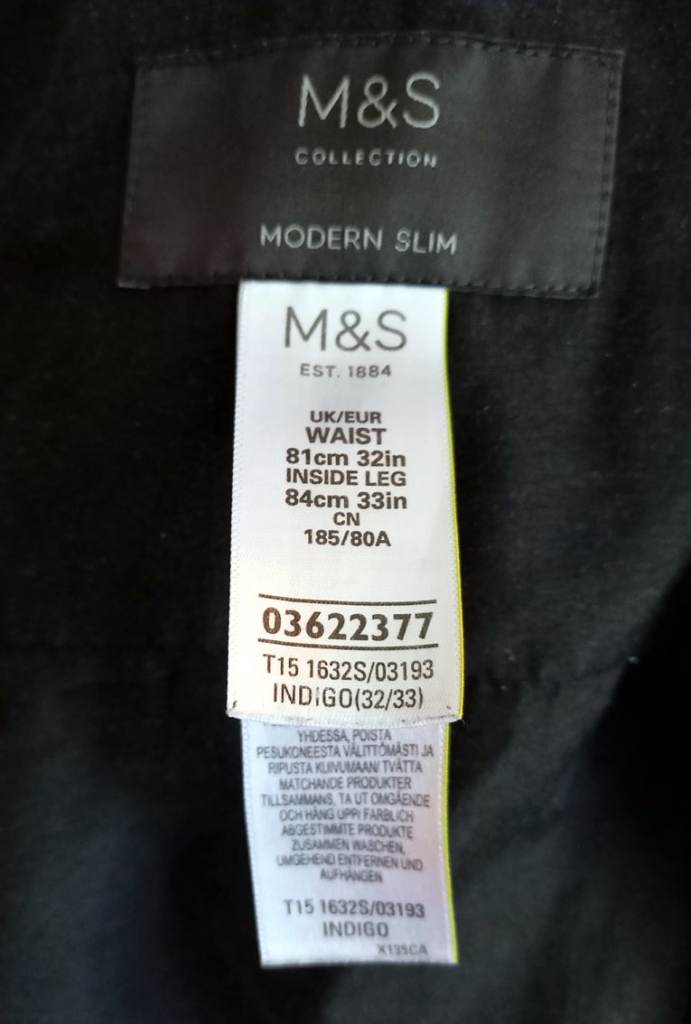 M&S
COLLECTION
MODERN SLIM
M&S
EST. 1884
UK/EUR
WAIST
81cm 32in
INSIDE LEG
84cm 33in
CN
185/80A
03622377
T15 1632S/03193
INDIGO(32/33)
YHDESSA, POISTA
PESUKONEESTA VÄLITTÖMÄSTI JA
RIPUSTA KUIVUMAAN/ TVÄTTA
MATCHANDE PRODUKTER
TILLSAMMANS, TA UT OMGÅENDE
OCH HÄNG UPP/ FARBLICH
ABGESTIMMTE PRODUKTE
ZUSAMMEN WASCHEN,
UMGEHEND ENTFERNEN UND
AUFHÄNGEN
T15 1632S/03193
INDIGO
X135CA